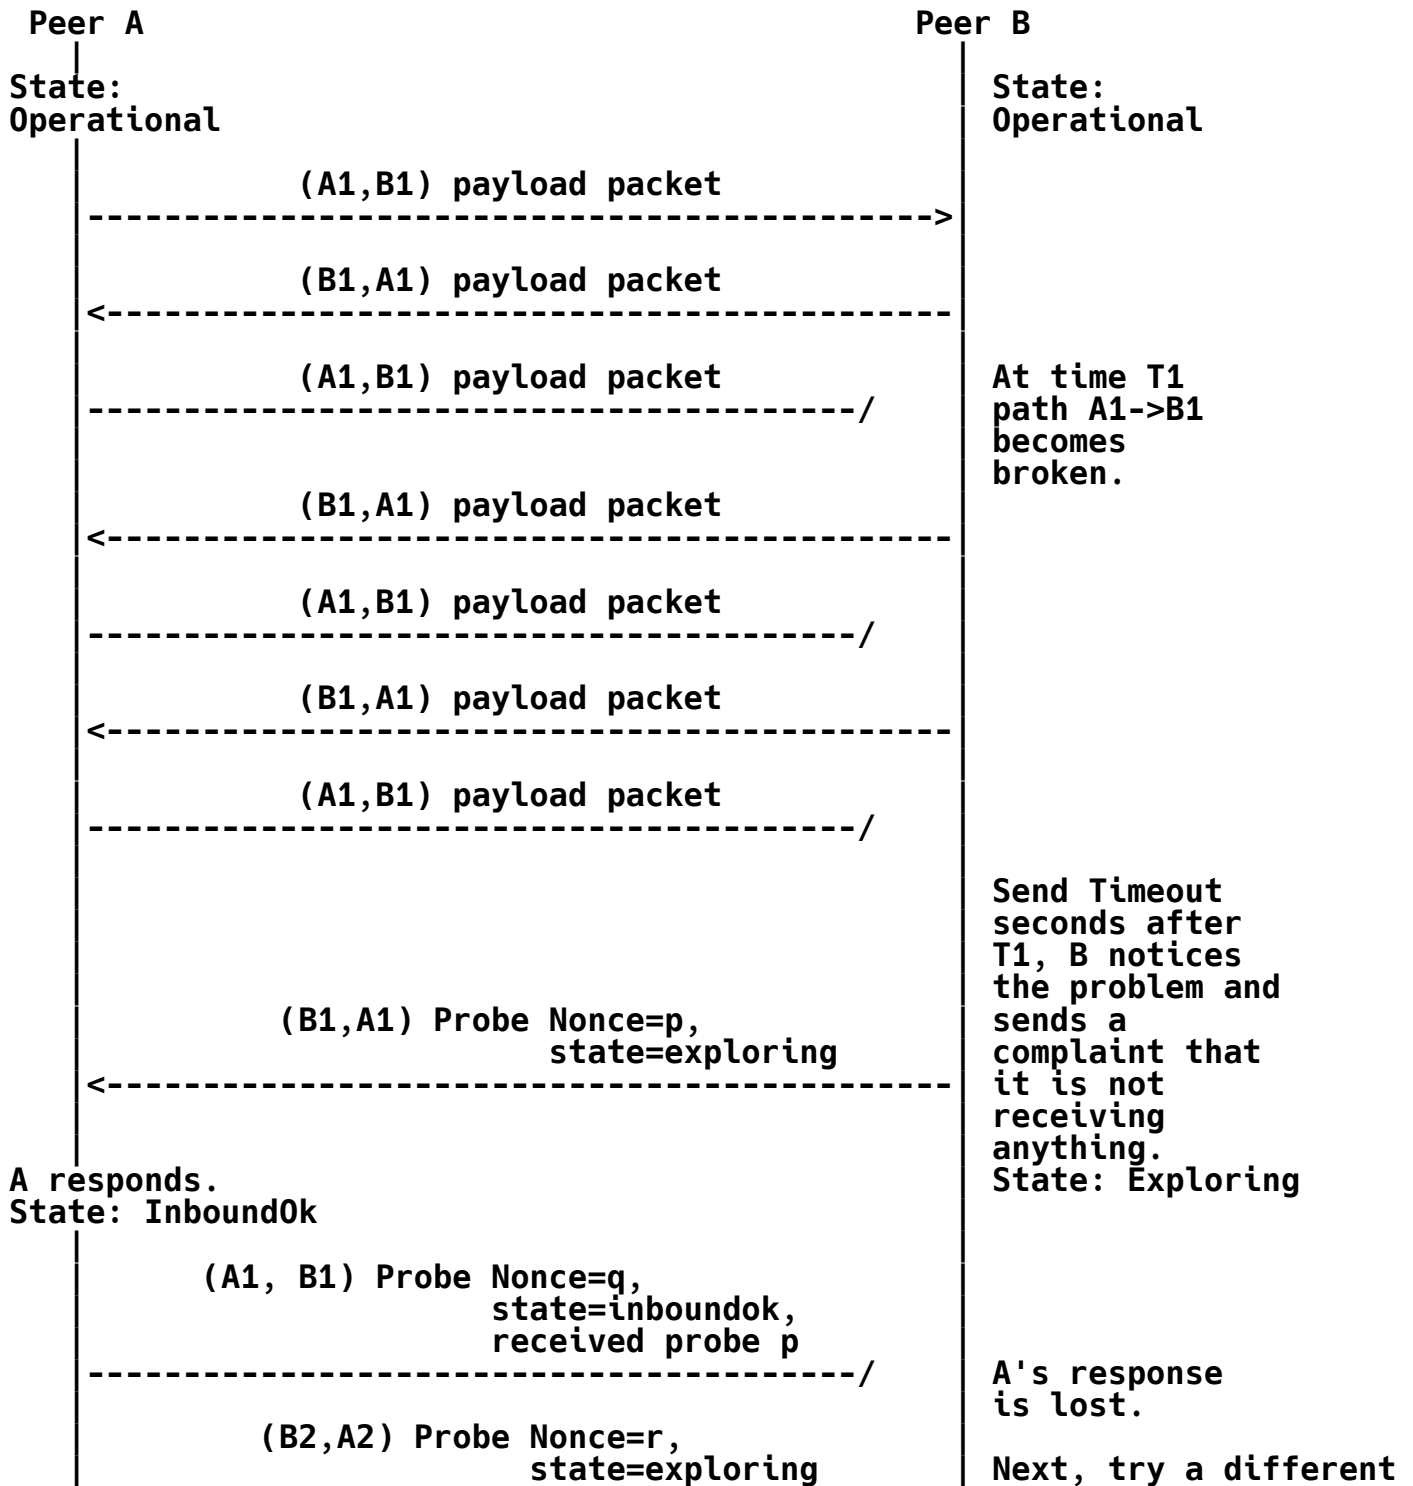 Peer A                                        Peer B
State:                                             State:
Operational                                        Operational
(A1,B1) payload packet
-------------------------------------------->
(B1,A1) payload packet
<--------------------------------------------
(A1,B1) payload packet                             At time T1
----------------------------------------/          path A1->B1
becomes
broken.
(B1,A1) payload packet
<--------------------------------------------
(A1,B1) payload packet
----------------------------------------/
(B1,A1) payload packet
<--------------------------------------------
(A1,B1) payload packet
----------------------------------------/
Send Timeout
seconds after
T1, B notices
the problem and
(B1,A1) Probe Nonce=p,                             sends a
state=exploring                                    complaint that
<--------------------------------------------      it is not
receiving
anything.
A responds.                                        State: Exploring
State: InboundOk
(A1, B1) Probe Nonce=q,
state=inboundok,
received probe p
----------------------------------------/          A's response
is lost.
(B2,A2) Probe Nonce=r,
state=exploring                                    Next, try a different